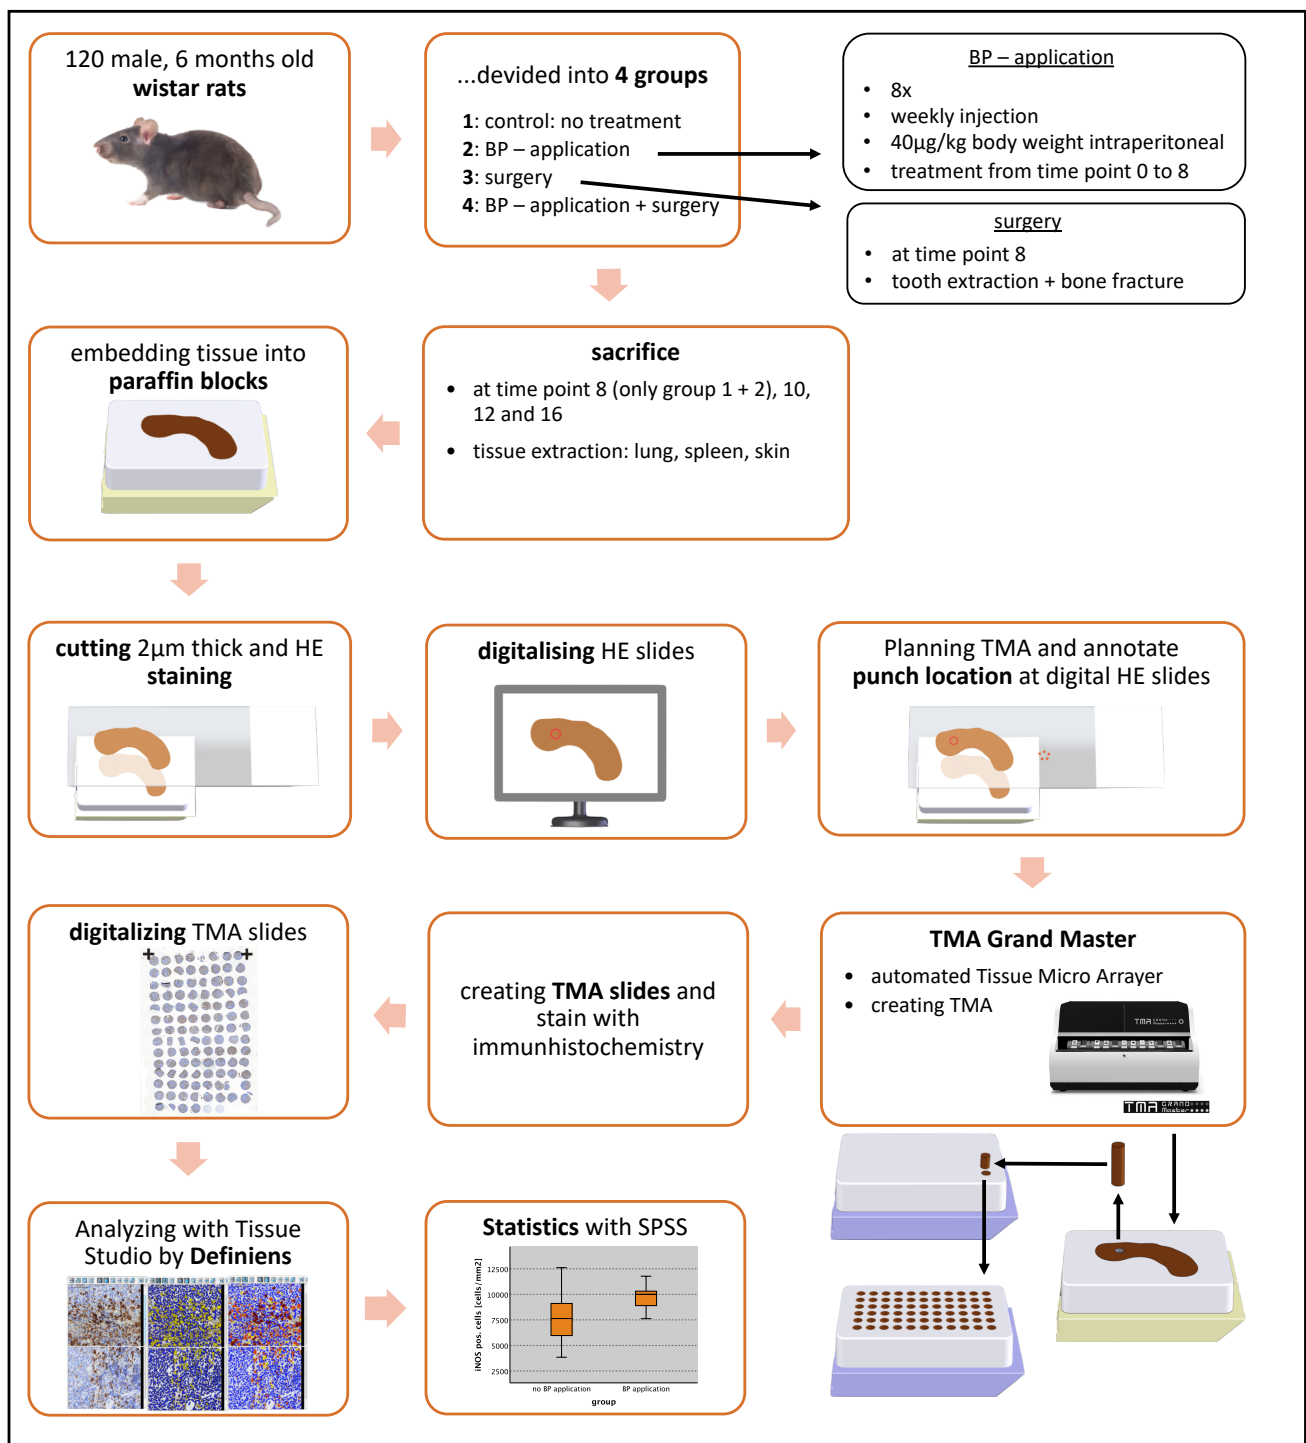 120 male, 6 months old
wistar rats
...devided into 4 groups
1: control: no treatment
2: BP – application
3: surgery
4: BP – application + surgery
BP – application
• 8x
• weekly injection
• 40µg/kg body weight intraperitoneal
• treatment from time point 0 to 8
surgery
• at time point 8
• tooth extraction + bone fracture
embedding tissue into
paraffin blocks
sacrifice
• at time point 8 (only group 1 + 2), 10,
12 and 16
• tissue extraction: lung, spleen, skin
cutting 2µm thick and HE
staining
digitalising HE slides
Planning TMA and annotate
punch location at digital HE slides
digitalizing TMA slides
creating TMA slides and
stain with
immunhistochemistry
TMA Grand Master
• automated Tissue Micro Arrayer
• creating TMA
TMA GRAND
Master
TMA GRAND
Master
Analyzing with Tissue
Studio by Definiens
Statistics with SPSS
iNOS pos. cells [cells/mm2]
12500
10000
7500
5000
2500
no BP application
BP application
group